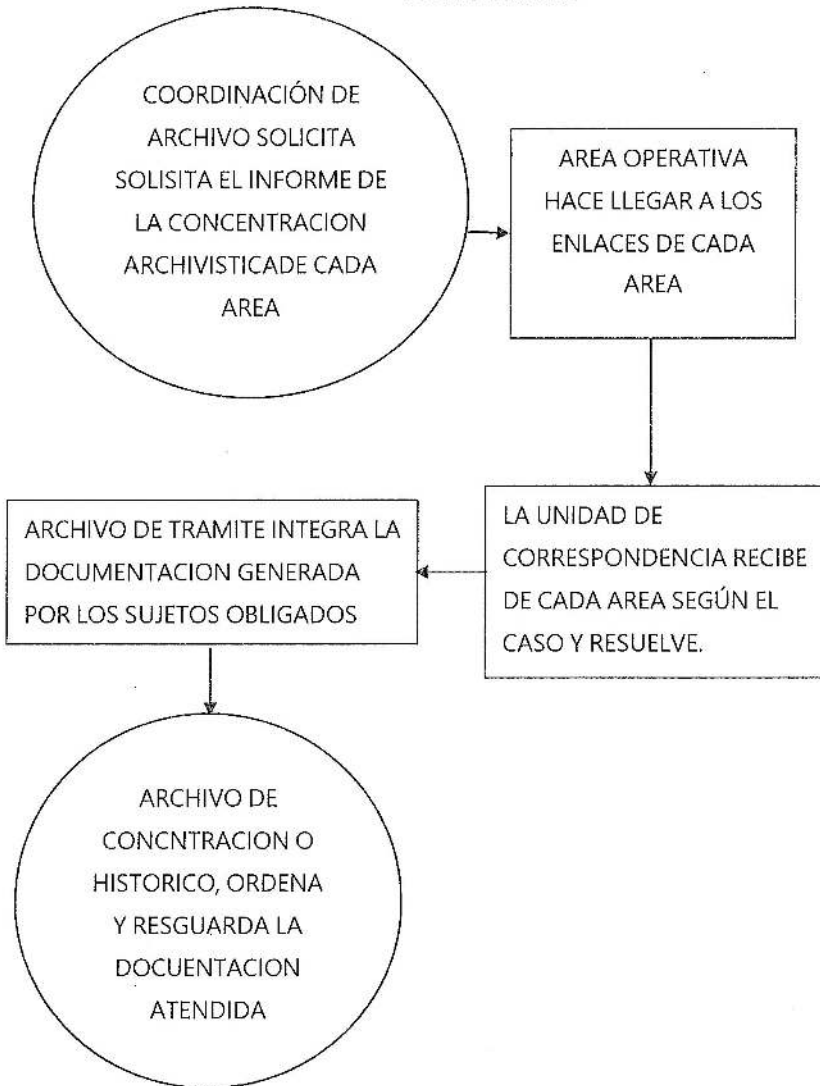 COORDINACIÓN DE
ARCHIVO SOLICITA
SOLISITA EL INFORME DE
LA CONCENTRACION
ARCHIVISTICADE CADA
AREA
AREA OPERATIVA
HACE LLEGAR A LOS
ENLACES DE CADA
AREA
LA UNIDAD DE
CORRESPONDENCIA RECIBE
DE CADA AREA SEGÚN EL
CASO Y RESUELVE.
ARCHIVO DE TRAMITE INTEGRA LA
DOCUMENTACION GENERADA
POR LOS SUJETOS OBLIGADOS
ARCHIVO DE
CONCNTRACION O
HISTORICO, ORDENA
Y RESGUARDA LA
DOCUENTACION
ATENDIDA